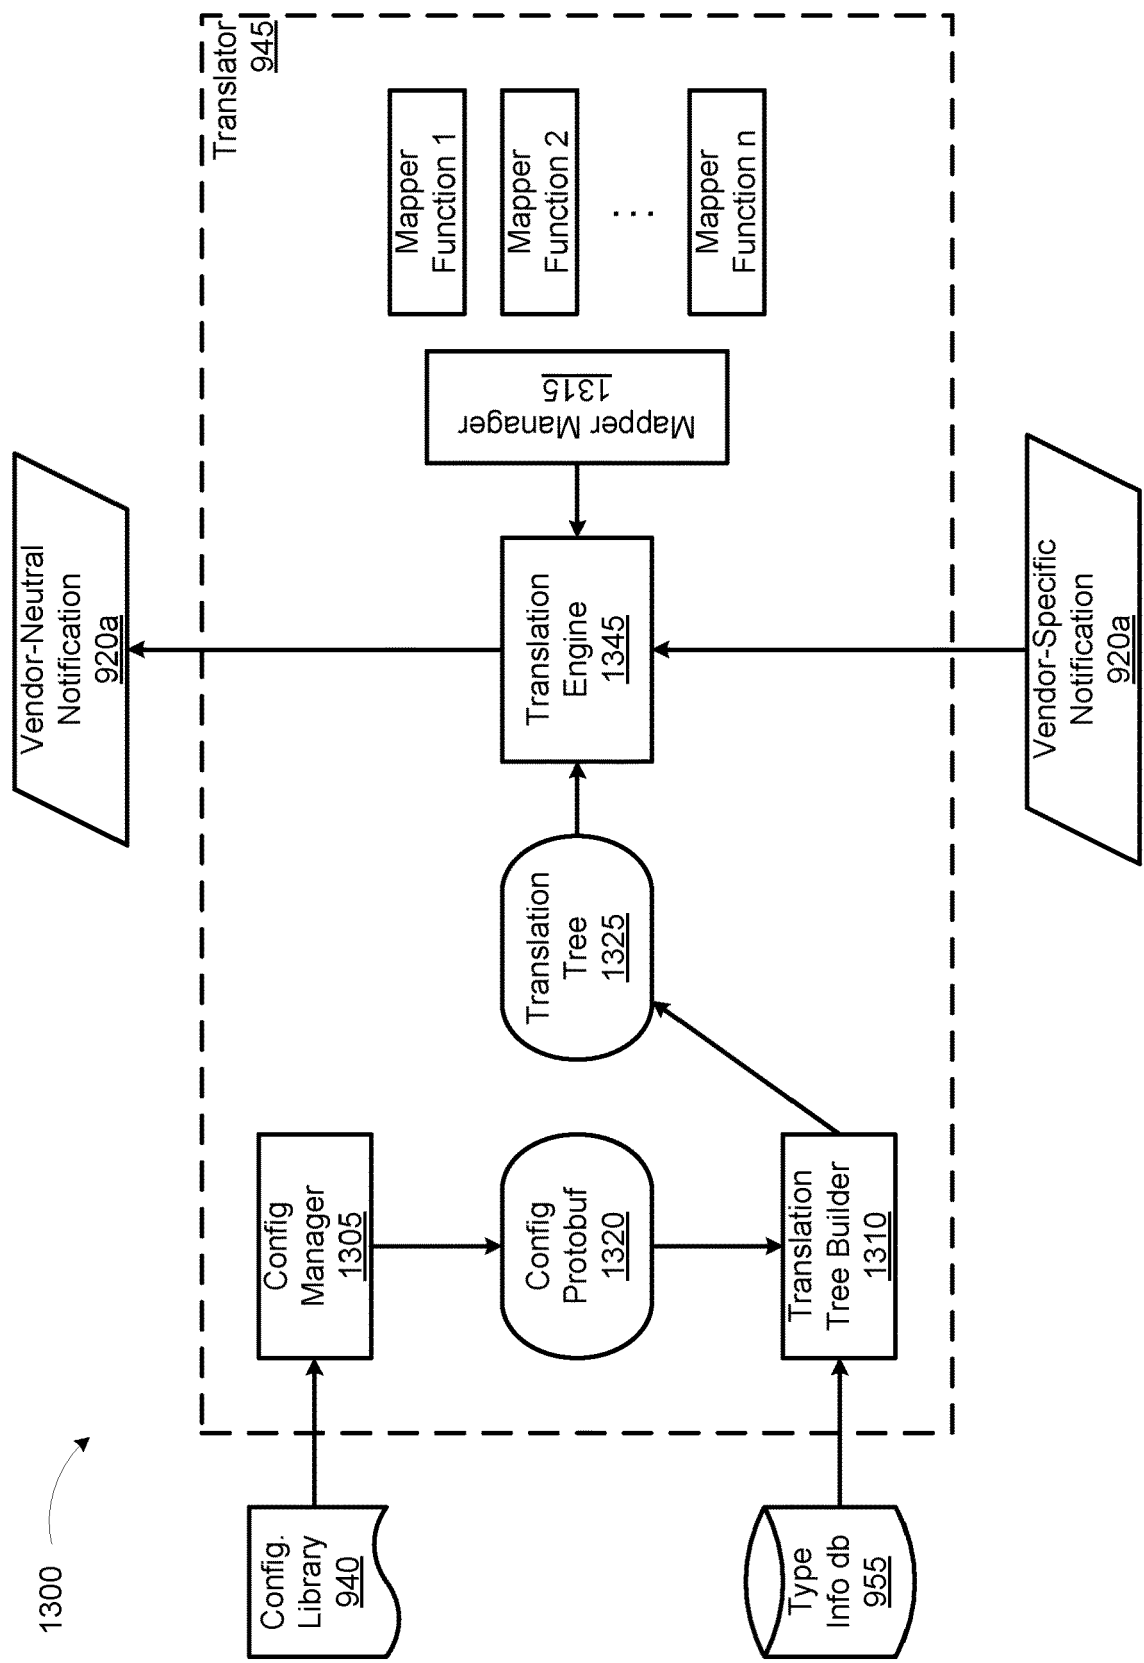 1300
Vendor-Neutral
Notification
920a
Translator
945
Config.
Library
940
Config
Manager
1305
Config
Protobuf
1320
Translation
Tree
1325
Translation
Engine
1345
Mapper Manager
1315
Mapper
Function 1
Mapper
Function 2
...
Mapper
Function n
Type
Info db
955
Translation
Tree Builder
1310
Vendor-Specific
Notification
920a